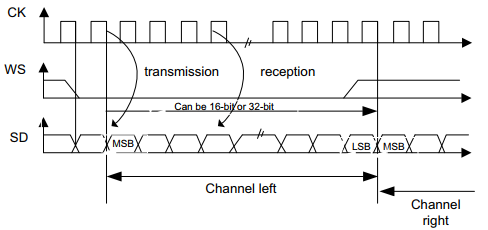 CK
WS
transmission
reception
Can be 16-bit or 32-bit
SD
MSB
LSB
MSB
Channel left
Channel
right